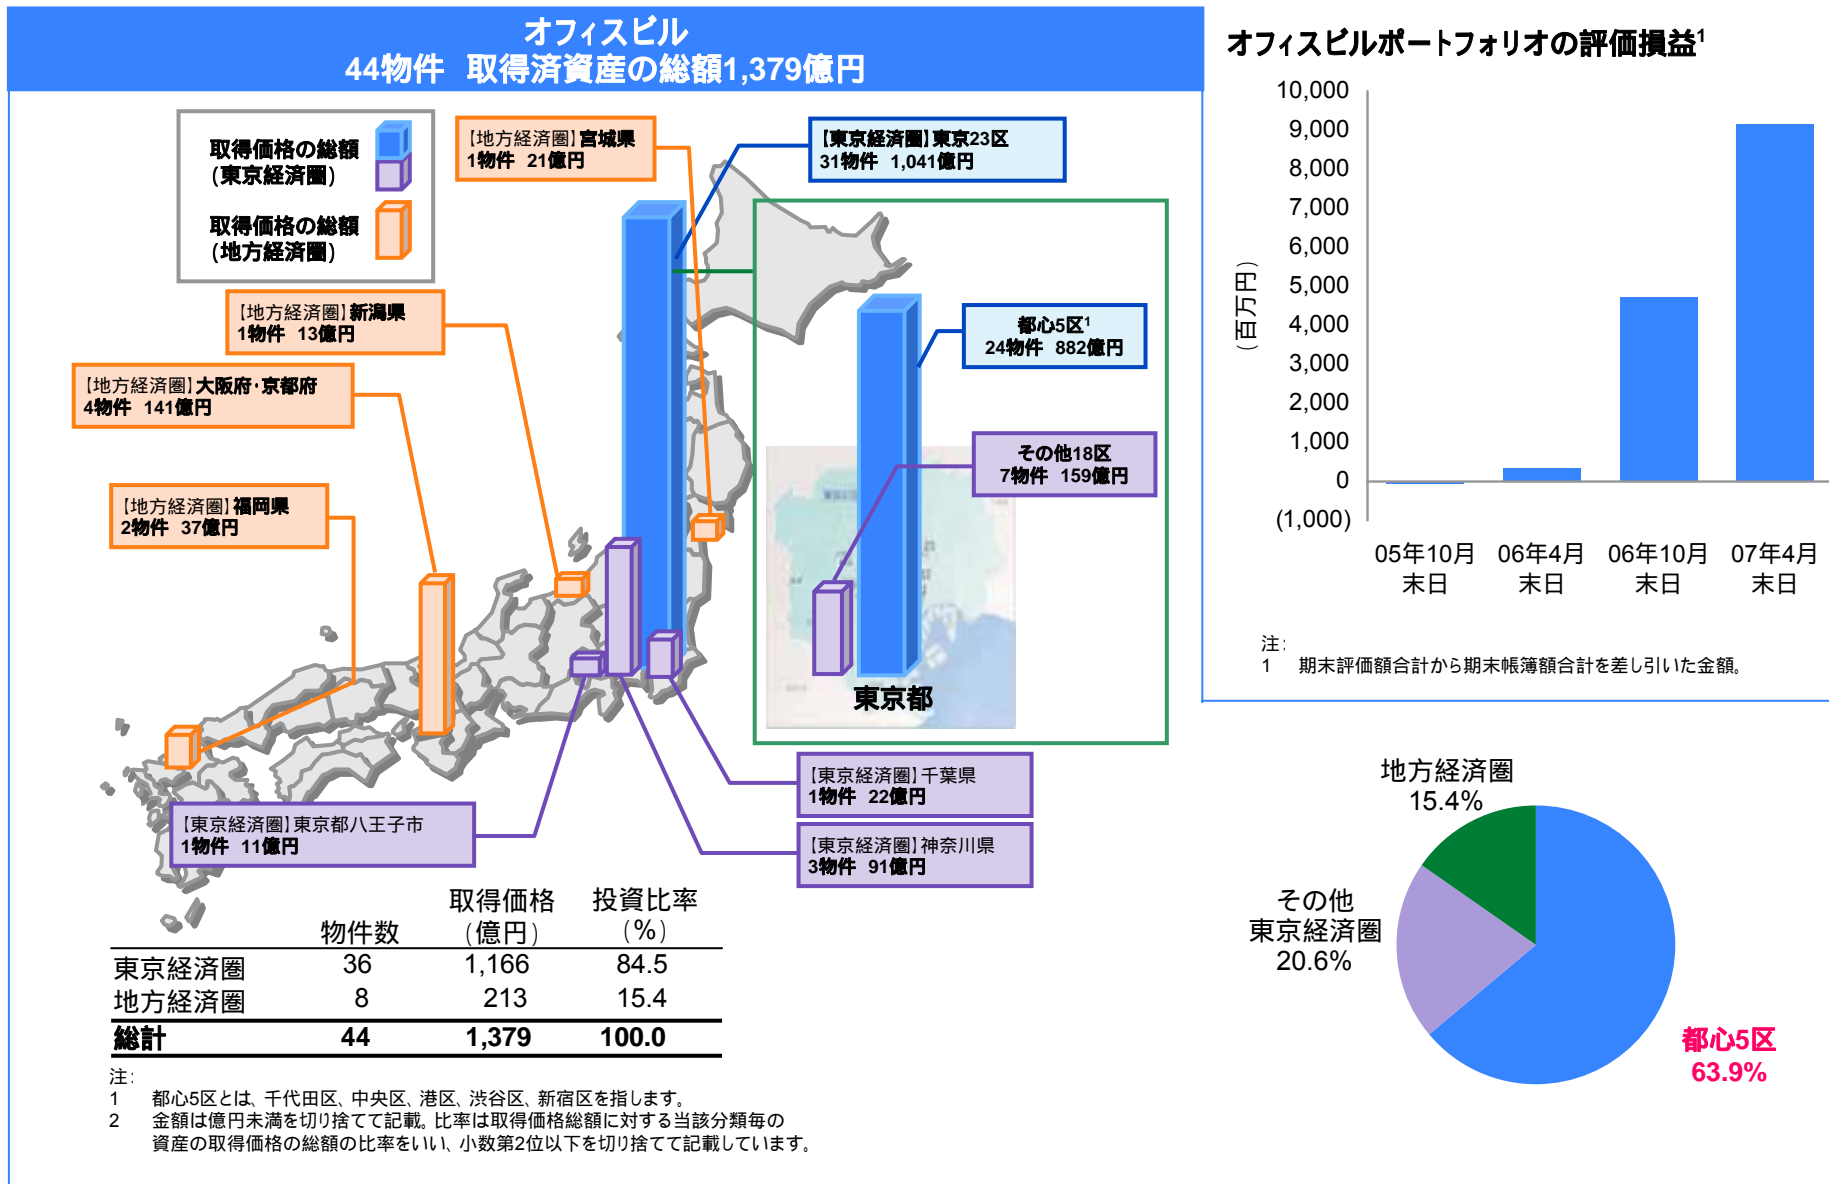 オフィスビル
44物件 取得済資産の総額1,379億円
取得価格の総額
(東京経済圏)
取得価格の総額
(地方経済圏)
【地方経済圏】宮城県
1物件 21億円
【東京経済圏】東京23区
31物件 1,041億円
【地方経済圏】新潟県
1物件 13億円
都心5区1
24物件 882億円
【地方経済圏】大阪府・京都府
4物件 141億円
その他18区
7物件 159億円
【地方経済圏】福岡県
2物件 37億円
東京都
【東京経済圏】千葉県
1物件 22億円
【東京経済圏】東京都八王子市
1物件 11億円
【東京経済圏】神奈川県
3物件 91億円
物件数 取得価格(億円) 投資比率(%)
東京経済圏 36 1,166 84.5
地方経済圏 8 213 15.4
総計 44 1,379 100.0
注:
1 都心5区とは、千代田区、中央区、港区、渋谷区、新宿区を指します。
2 金額は億円未満を切り捨てて記載。比率は取得価格総額に対する当該分類毎の
資産の取得価格の総額の比率をいい、小数第2位以下を切り捨てて記載しています。
オフィスビルポートフォリオの評価損益1
(百万円)
10,000
9,000
8,000
7,000
6,000
5,000
4,000
3,000
2,000
1,000
0
(1,000)
05年10月末日 06年4月末日 06年10月末日 07年4月末日
注:
1 期末評価額合計から期末帳簿額合計を差し引いた金額。
地方経済圏
15.4%
その他
東京経済圏
20.6%
都心5区
63.9%